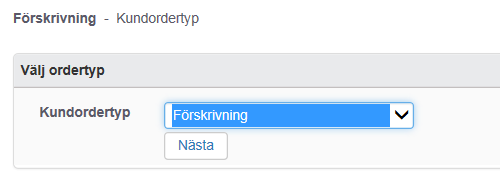 Förskrivning - Kundordertyp
Välj ordertyp
Kundordertyp Förskrivning
Nästa